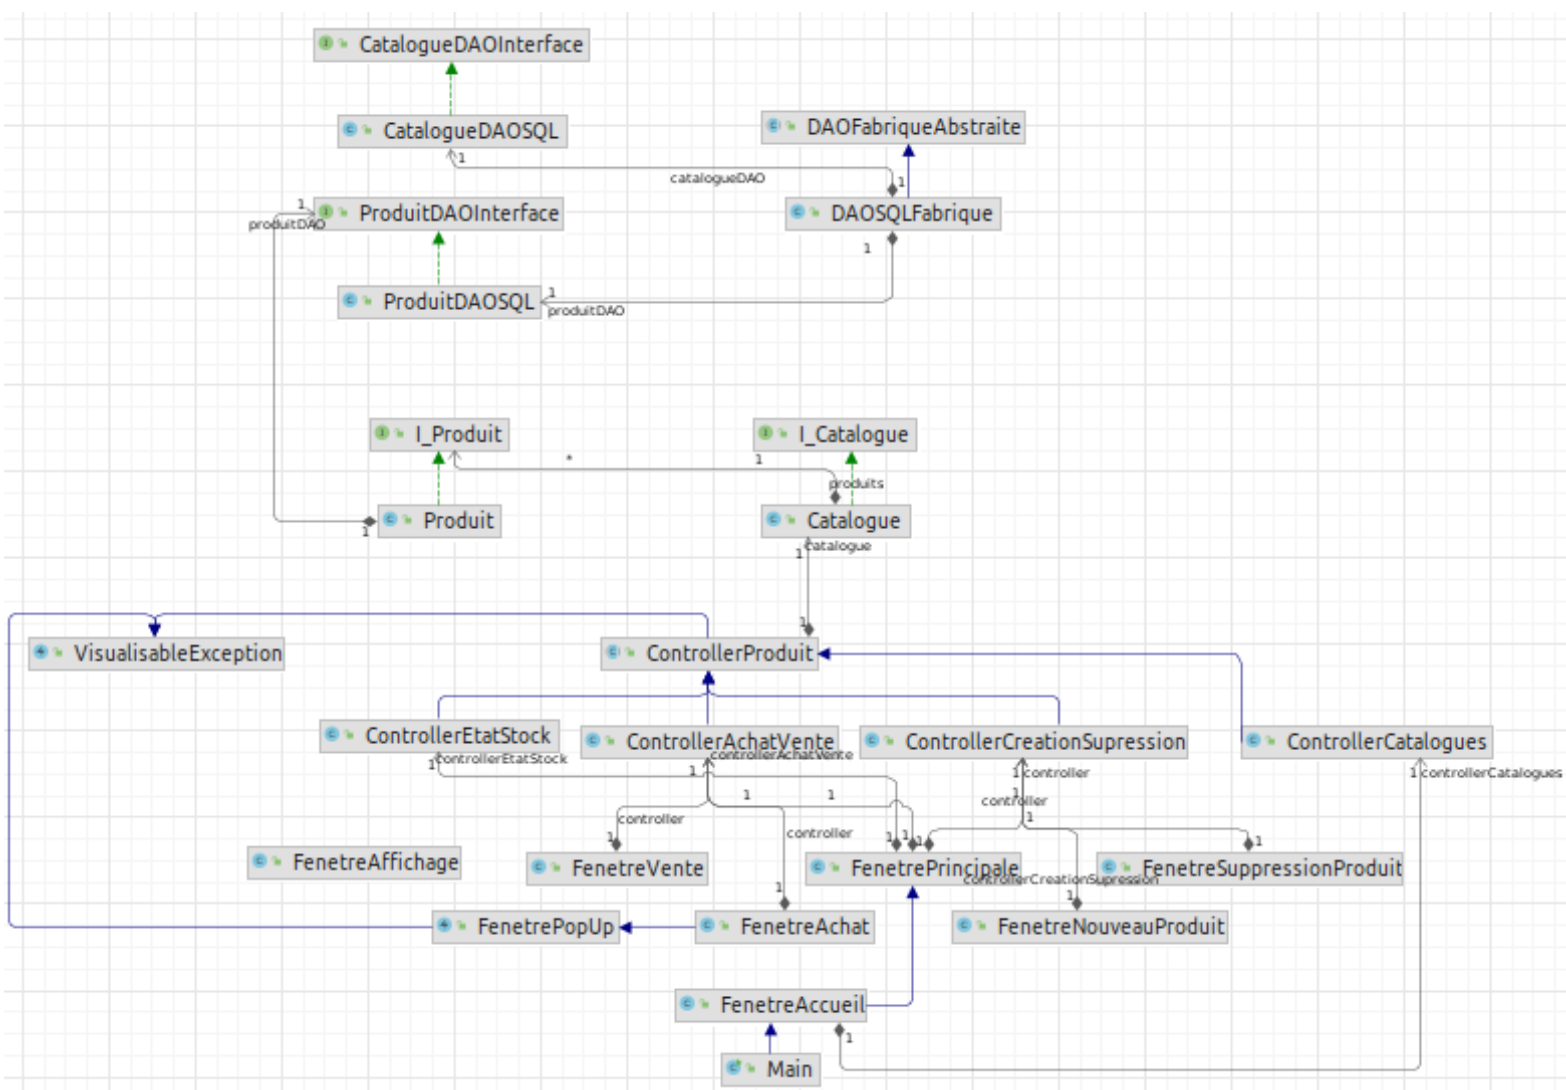 CatalogueDAOInterface
CatalogueDAOSQL
DAOFabriqueAbstraite
1
catalogueDAO
1
1
produitDAO
ProduitDAOInterface
DAOSQLFabrique
1
ProduitDAOSQL
1
produitDAO
I_Produit
I_Catalogue
*
1
produits
1
Produit
Catalogue
1
catalogue
1
VisualisableException
ControllerProduit
ControllerEtatStock
ControllerAchatVente
ControllerCreationSupression
ControllerCatalogues
1
controllerEtatStock
controllerAchatVente
1
1
controller
1
controllerCatalogues
1
1
1
controller
controller
1
controller
1
1
1
1
1
1
FenetreAffichage
FenetreVente
FenetrePrincipale
FenetreSuppressionProduit
controllerCreationSupression
1
1
FenetrePopUp
FenetreAchat
FenetreNouveauProduit
FenetreAccueil
1
Main